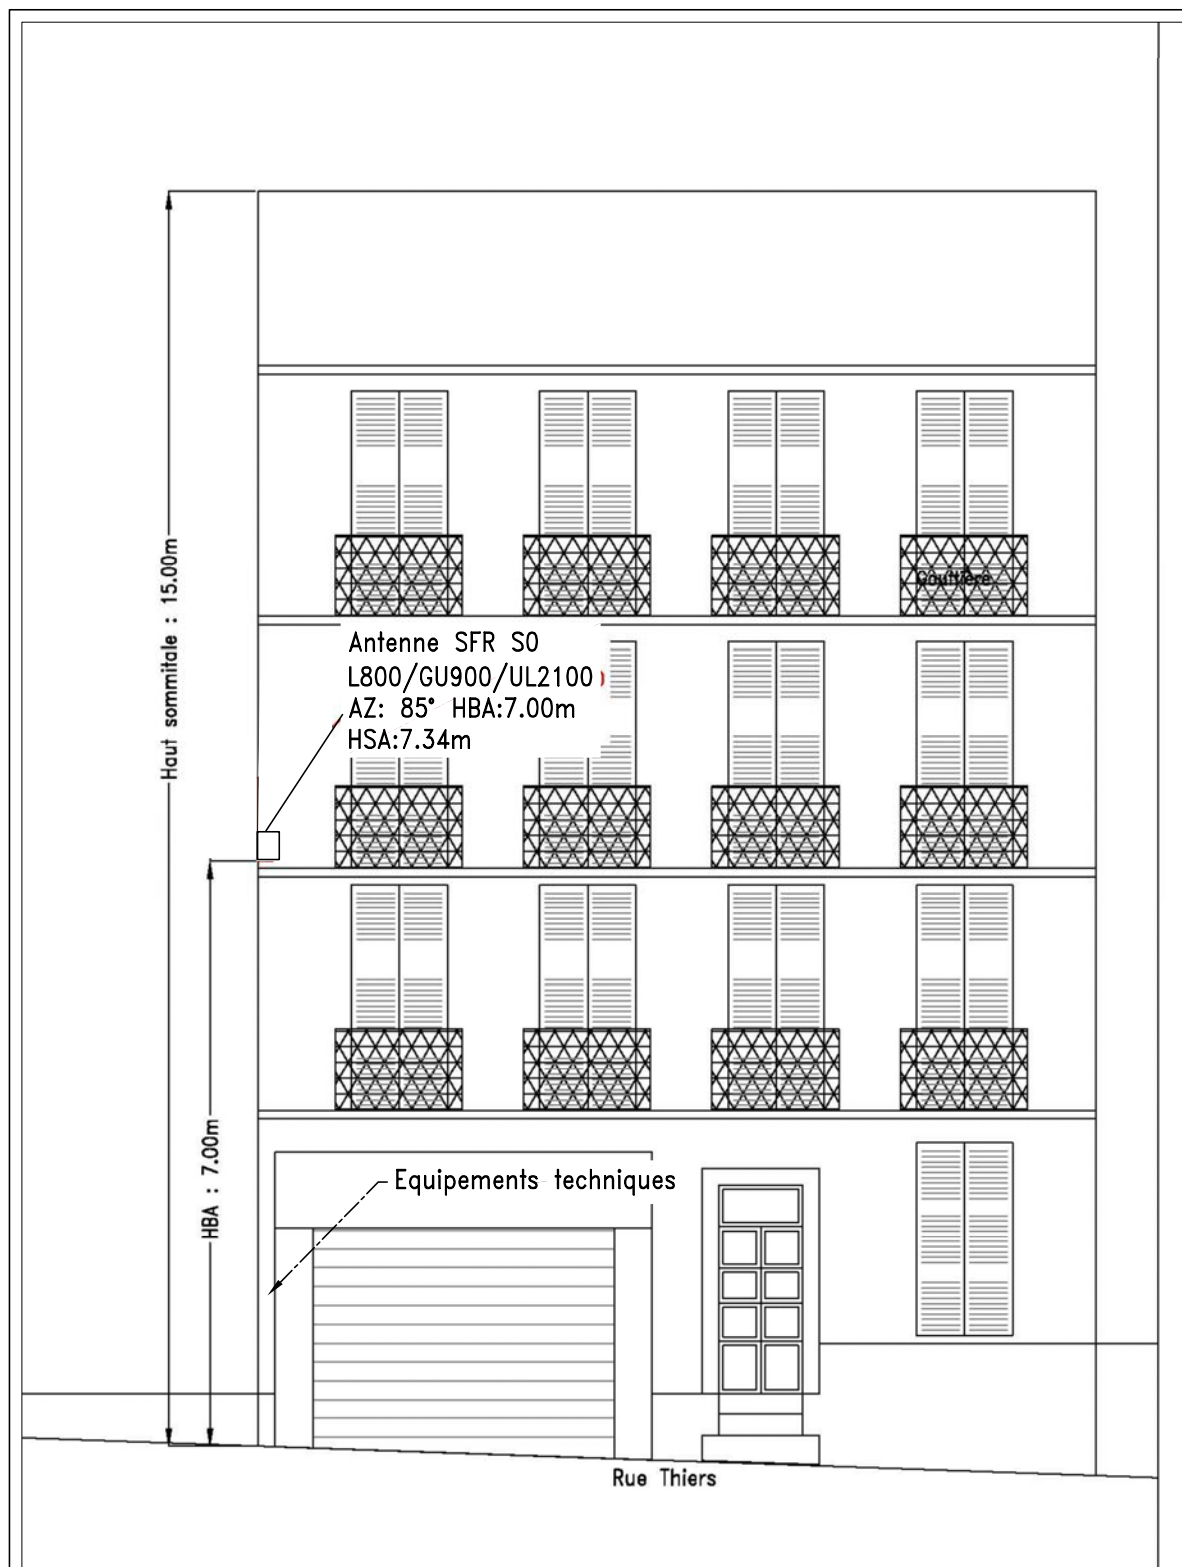 Haut sommitale : 15.00m
Gouttière
Antenne SFR S0
L800/GU900/UL2100
AZ: 85° HBA:7.00m
HSA:7.34m
HBA : 7.00m
Equipements techniques
Rue Thiers